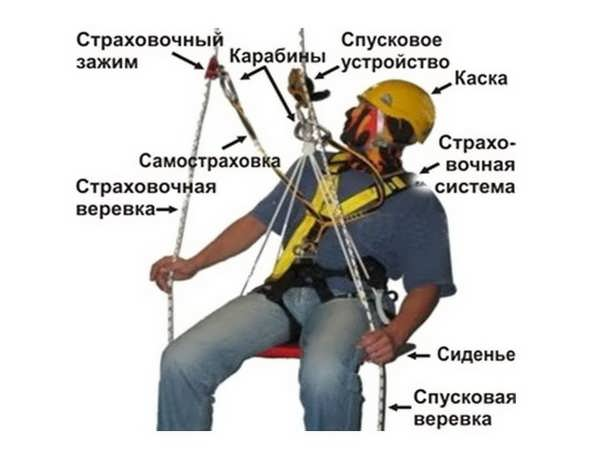 Страховочный
зажим
Карабины
Спусковое
устройство
Каска
Самостраховка
Страхо-
вочная
система
Страховочная
веревка
Сиденье
Спусковая
веревка